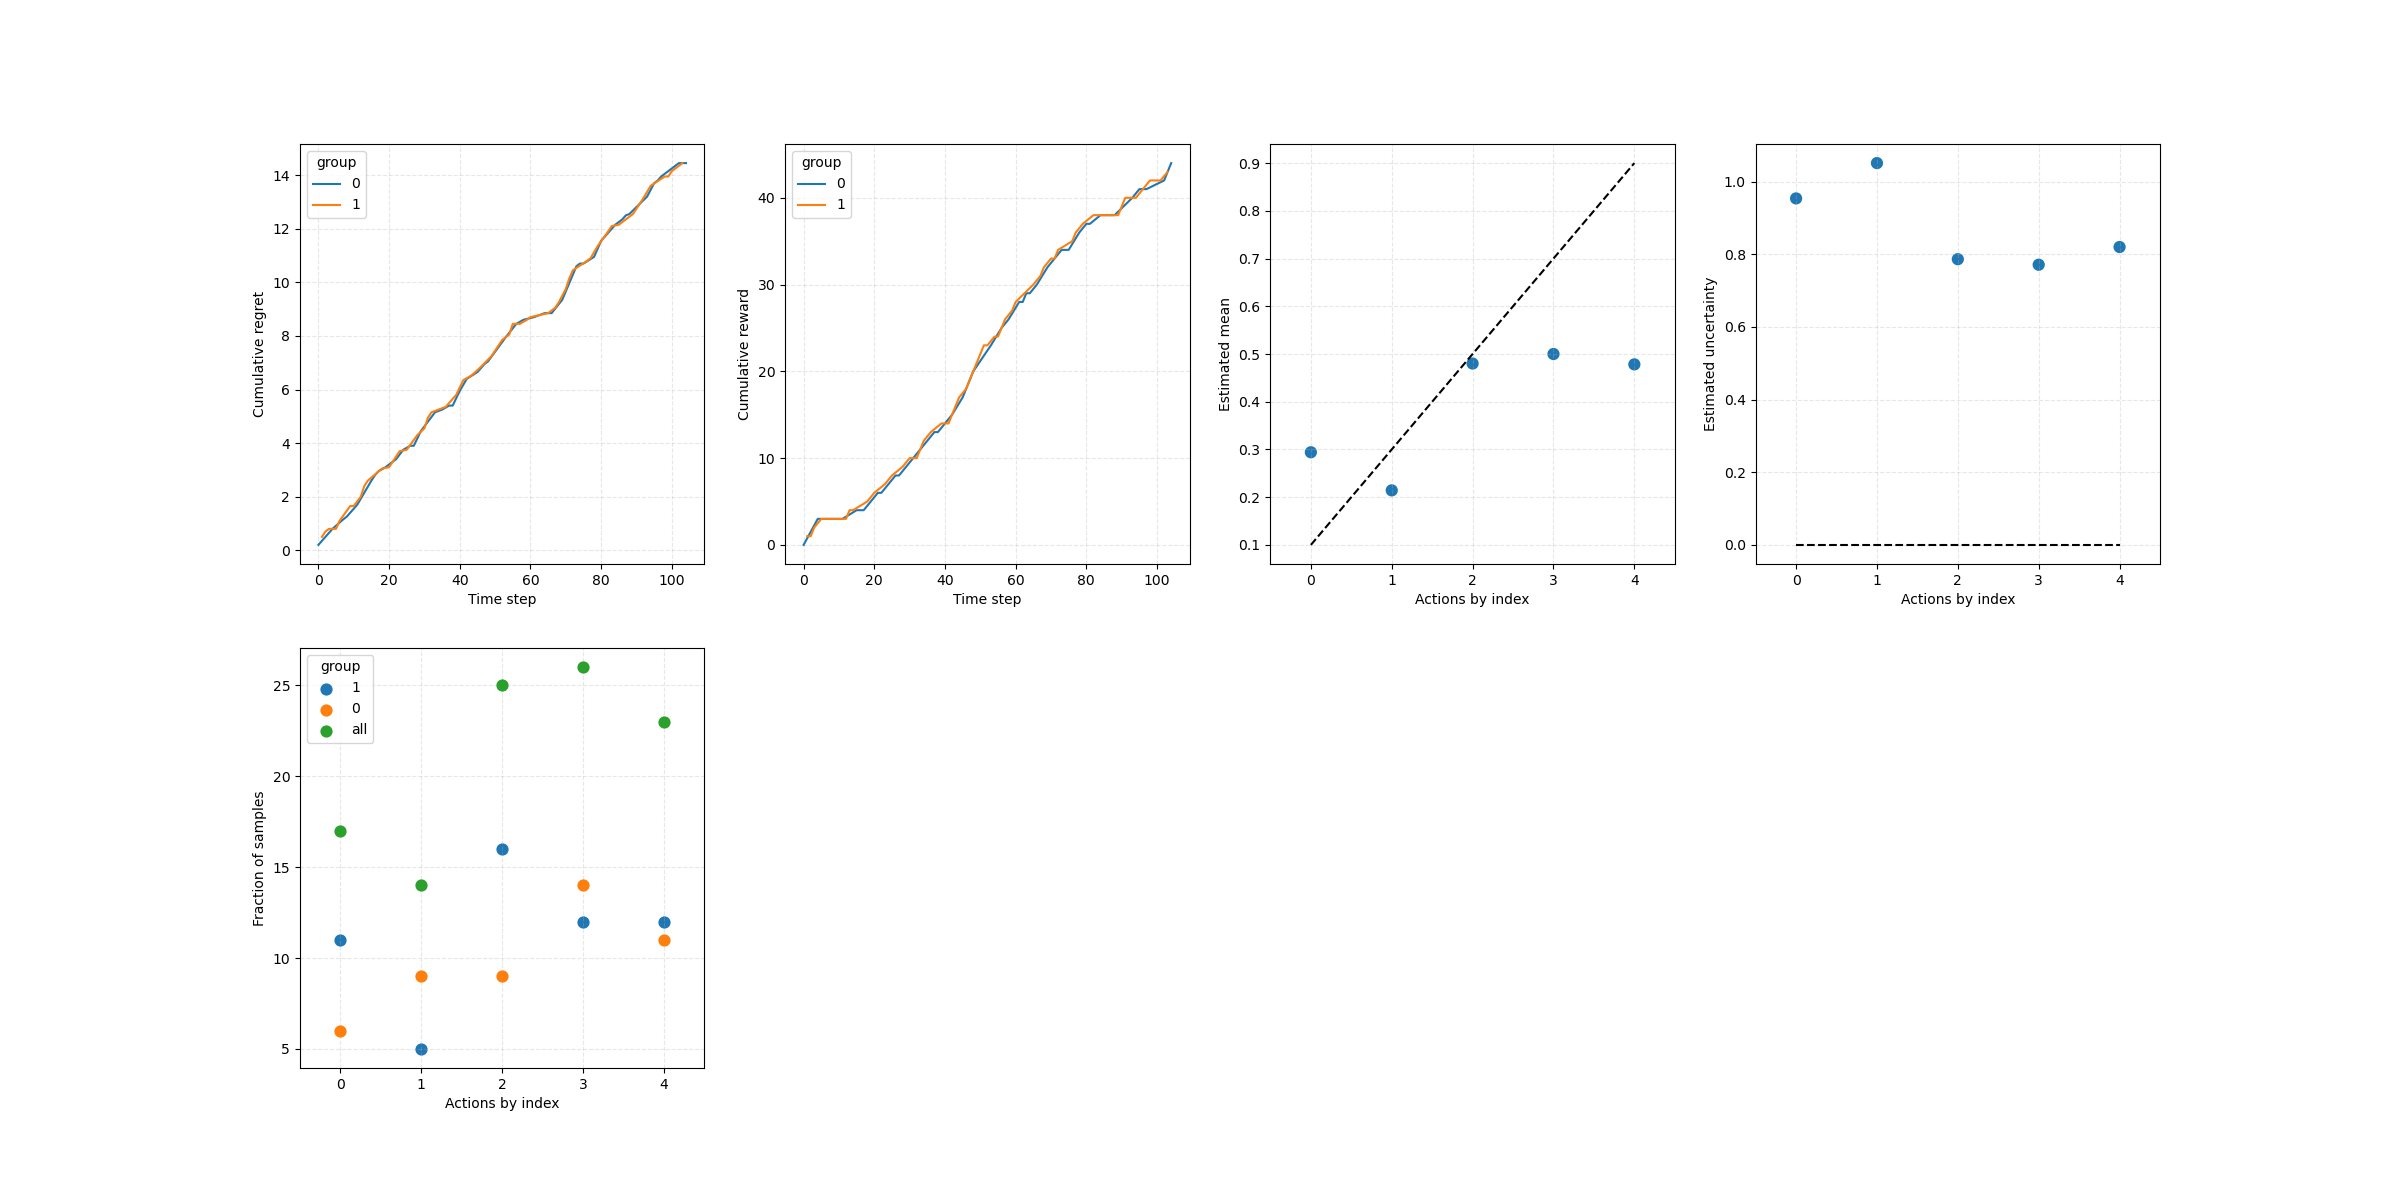 group
0
1
Cumulative regret
0
2
4
6
8
10
12
14
0 20 40 60 80 100
Time step
group
0
1
Cumulative reward
0
10
20
30
40
0 20 40 60 80 100
Time step
Estimated mean
0.9
0.8
0.7
0.6
0.5
0.4
0.3
0.2
0.1
0 1 2 3 4
Actions by index
Estimated uncertainty
1.0
0.8
0.6
0.4
0.2
0.0
0 1 2 3 4
Actions by index
group
1
0
all
Fraction of samples
25
20
15
10
5
0 1 2 3 4
Actions by index